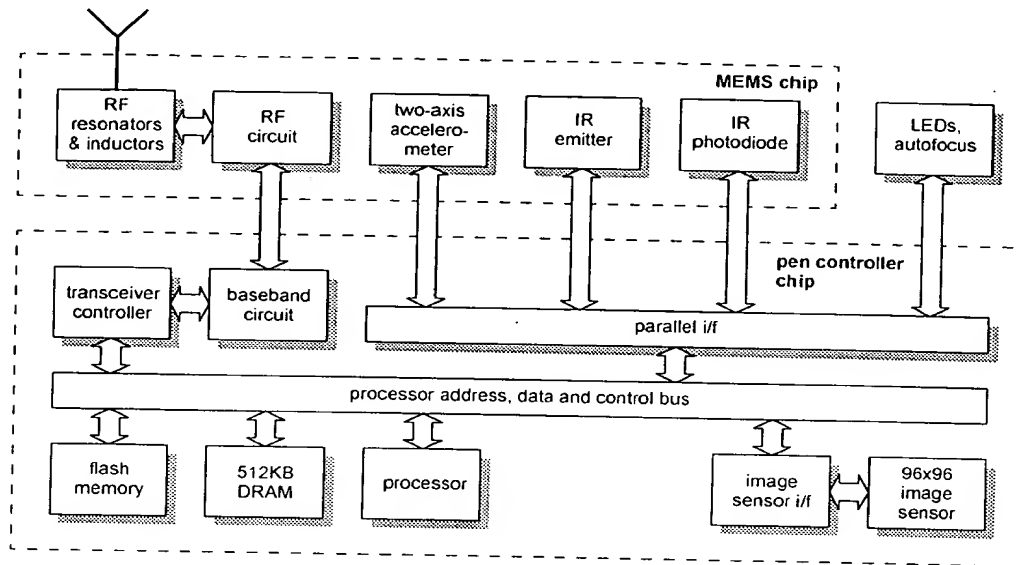 MEMS chip
RF
resonators
& inductors
RF
circuit
two-axis
accelero-
meter
IR
emitter
IR
photodiode
LEDs,
autofocus
pen controller
chip
transceiver
controller
baseband
circuit
parallel i/f
processor address, data and control bus
flash
memory
512KB
DRAM
processor
image
sensor i/f
96x96
image
sensor